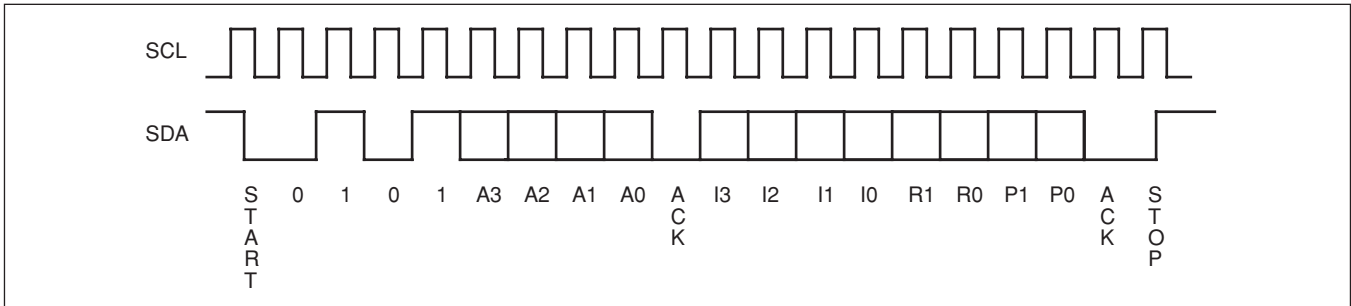 SCL
SDA
START 0 1 0 1 A3 A2 A1 A0 ACK I3 I2 I1 I0 R1 R0 P1 P0 ACK STOP